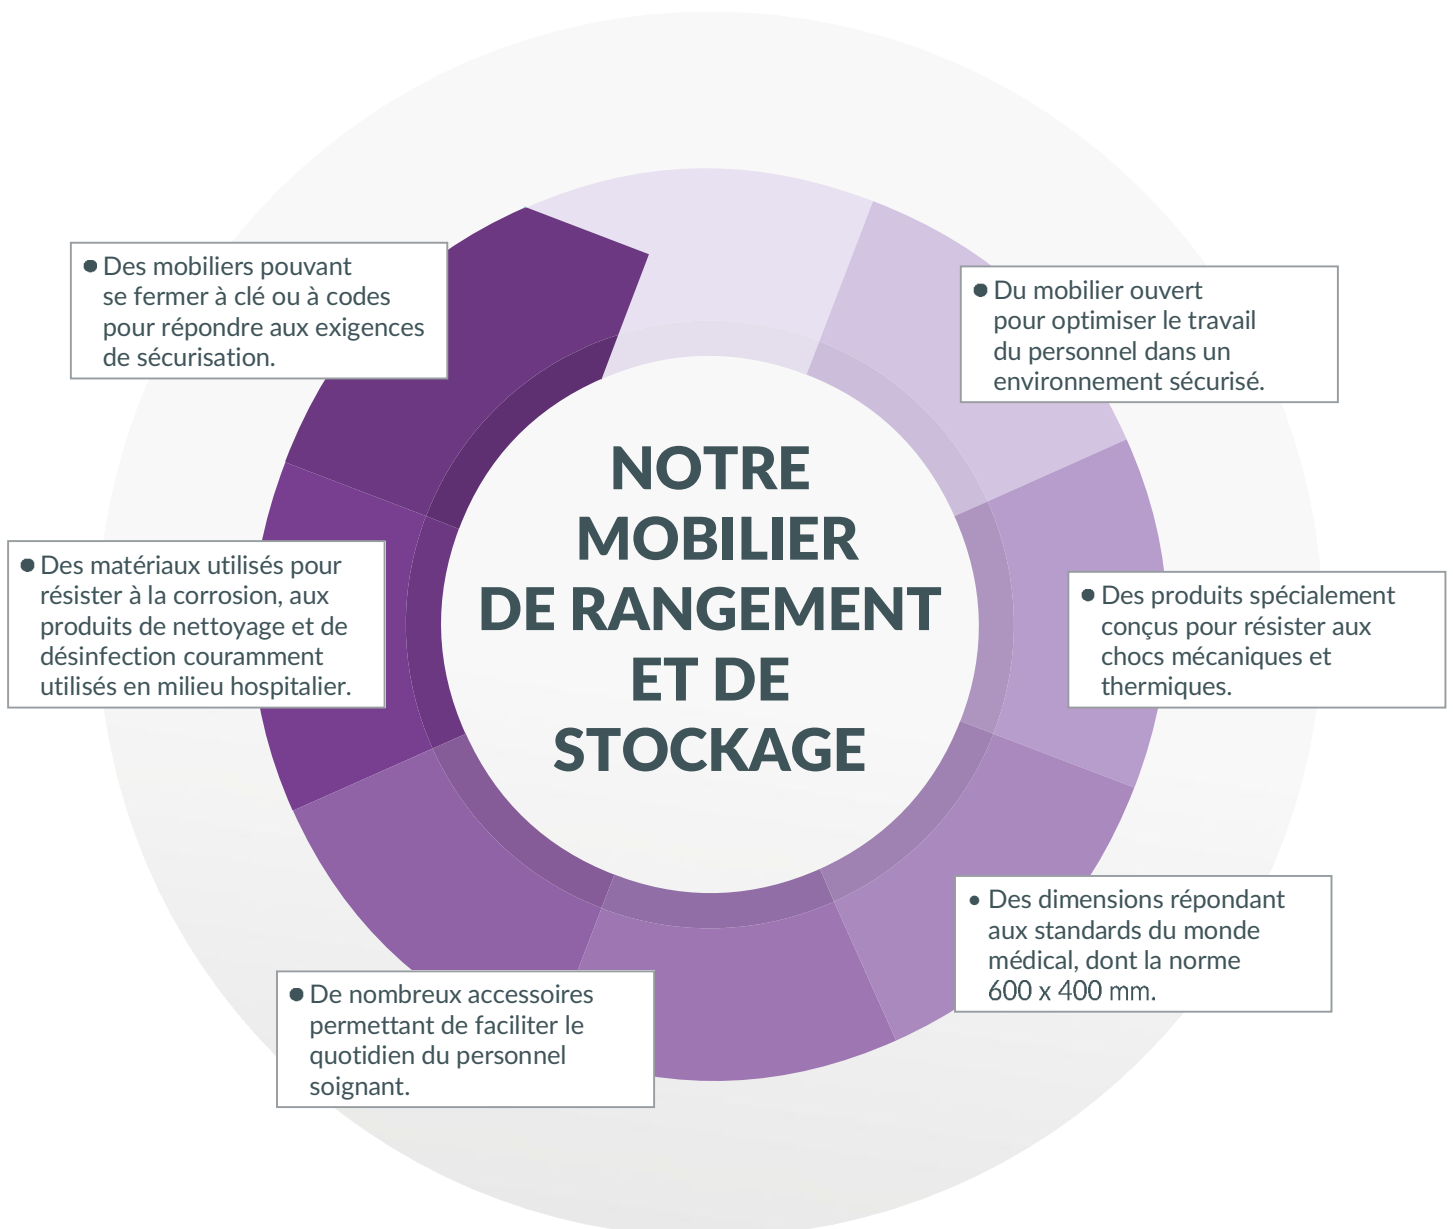 NOTRE
MOBILIER
DE RANGEMENT
ET DE
STOCKAGE
● Des mobiliers pouvant
se fermer à clé ou à codes
pour répondre aux exigences
de sécurisation.
● Du mobilier ouvert
pour optimiser le travail
du personnel dans un
environnement sécurisé.
● Des matériaux utilisés pour
résister à la corrosion, aux
produits de nettoyage et de
désinfection couramment
utilisés en milieu hospitalier.
● Des produits spécialement
conçus pour résister aux
chocs mécaniques et
thermiques.
● De nombreux accessoires
permettant de faciliter le
quotidien du personnel
soignant.
• Des dimensions répondant
aux standards du monde
médical, dont la norme
600 x 400 mm.